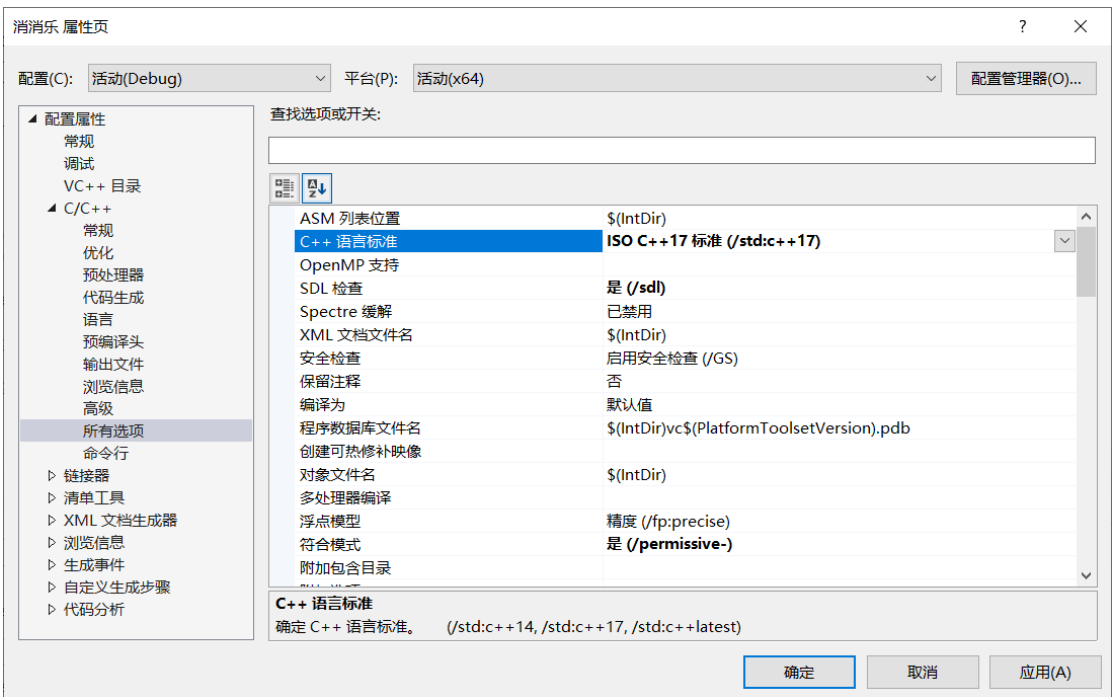 消消乐 属性页
?
配置(C): 活动(Debug) 平台(P): 活动(x64) 配置管理器(O)...
配置属性
常规
调试
VC++ 目录
C/C++
常规
优化
预处理器
代码生成
语言
预编译头
输出文件
浏览信息
高级
所有选项
命令行
链接器
清单工具
XML 文档生成器
浏览信息
生成事件
自定义生成步骤
代码分析
查找选项或开关:
ASM 列表位置 $(IntDir)
C++ 语言标准 ISO C++17 标准 (/std:c++17)
OpenMP 支持
SDL 检查 是 (/sdl)
Spectre 缓解 已禁用
XML 文档文件名 $(IntDir)
安全检查 启用安全检查 (/GS)
保留注释 否
编译为 默认值
程序数据库文件名 $(IntDir)vc$(PlatformToolsetVersion).pdb
创建可热修补映像
对象文件名 $(IntDir)
多处理器编译
浮点模型 精度 (/fp:precise)
符合模式 是 (/permissive-)
附加包含目录
C++ 语言标准
确定 C++ 语言标准。 (/std:c++14, /std:c++17, /std:c++latest)
确定 取消 应用(A)